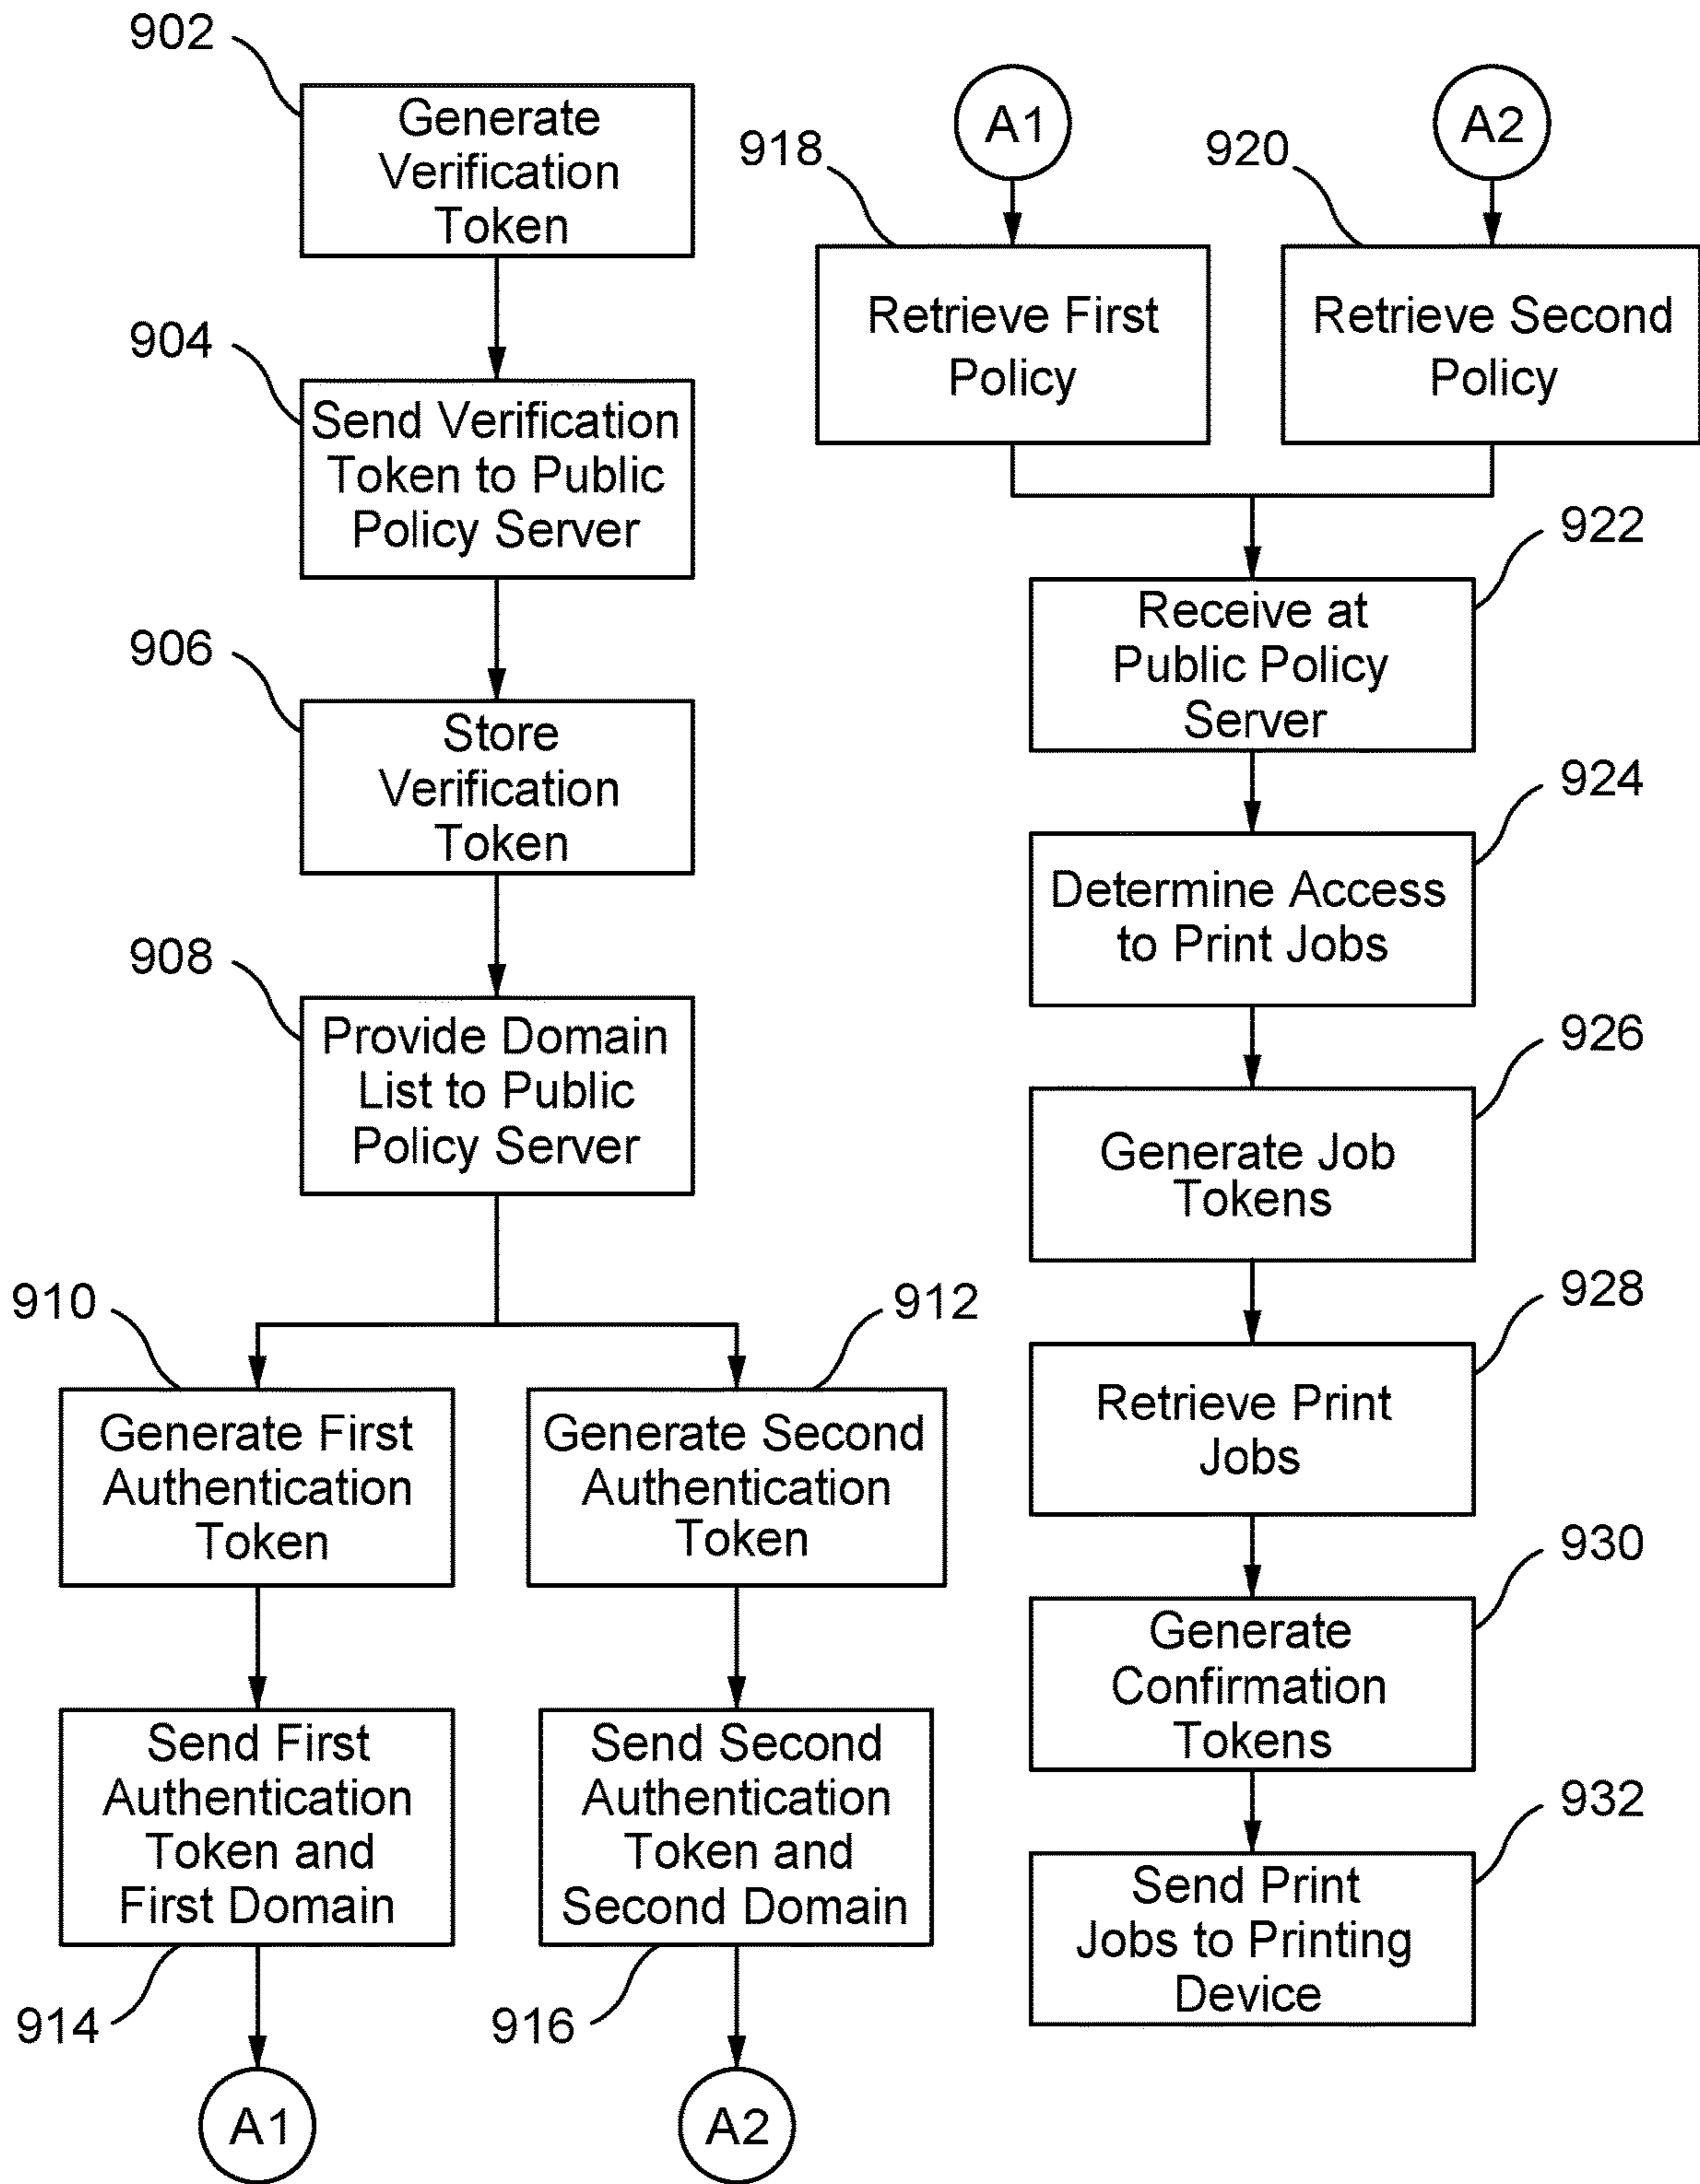 902
Generate
Verification
Token
904
Send Verification
Token to Public
Policy Server
906
Store
Verification
Token
908
Provide Domain
List to Public
Policy Server
910
Generate First
Authentication
Token
912
Generate Second
Authentication
Token
Send First
Authentication
Token and
First Domain
914
Send Second
Authentication
Token and
Second Domain
916
A1
A2
A1
A2
918
Retrieve First
Policy
920
Retrieve Second
Policy
922
Receive at
Public Policy
Server
924
Determine Access
to Print Jobs
926
Generate Job
Tokens
928
Retrieve Print
Jobs
930
Generate
Confirmation
Tokens
932
Send Print
Jobs to Printing
Device